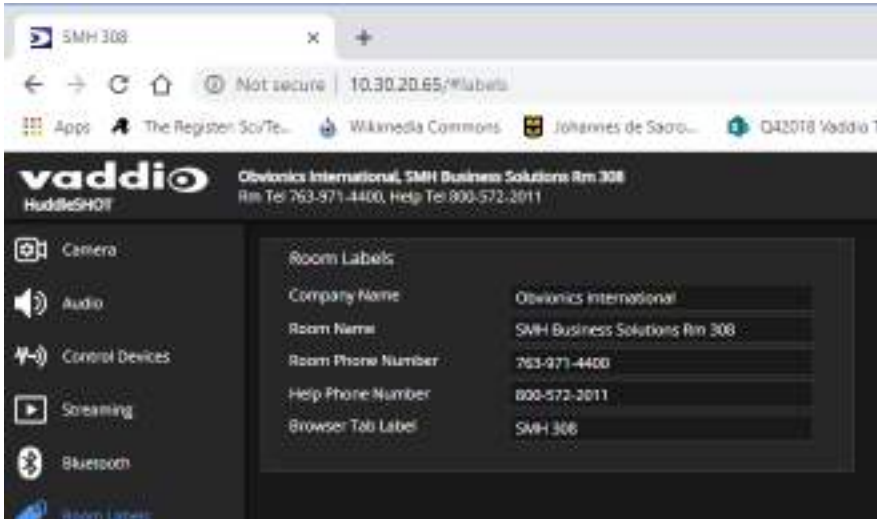 SMH 308
Not secure | 10.30.20.65/#labels
Apps The Register: Sci/Te... Wikimedia Commons Johannes de Sacro... Q42018 Vaddio T
vaddio
HuddleSHOT
Obvionics International, SMH Business Solutions Rm 308
Rm Tel 763-971-4400, Help Tel 800-572-2011
Camera
Audio
Control Devices
Streaming
Bluetooth
Room Labels
Room Labels
Company Name Obvionics International
Room Name SMH Business Solutions Rm 308
Room Phone Number 763-971-4400
Help Phone Number 800-572-2011
Browser Tab Label SMH 308